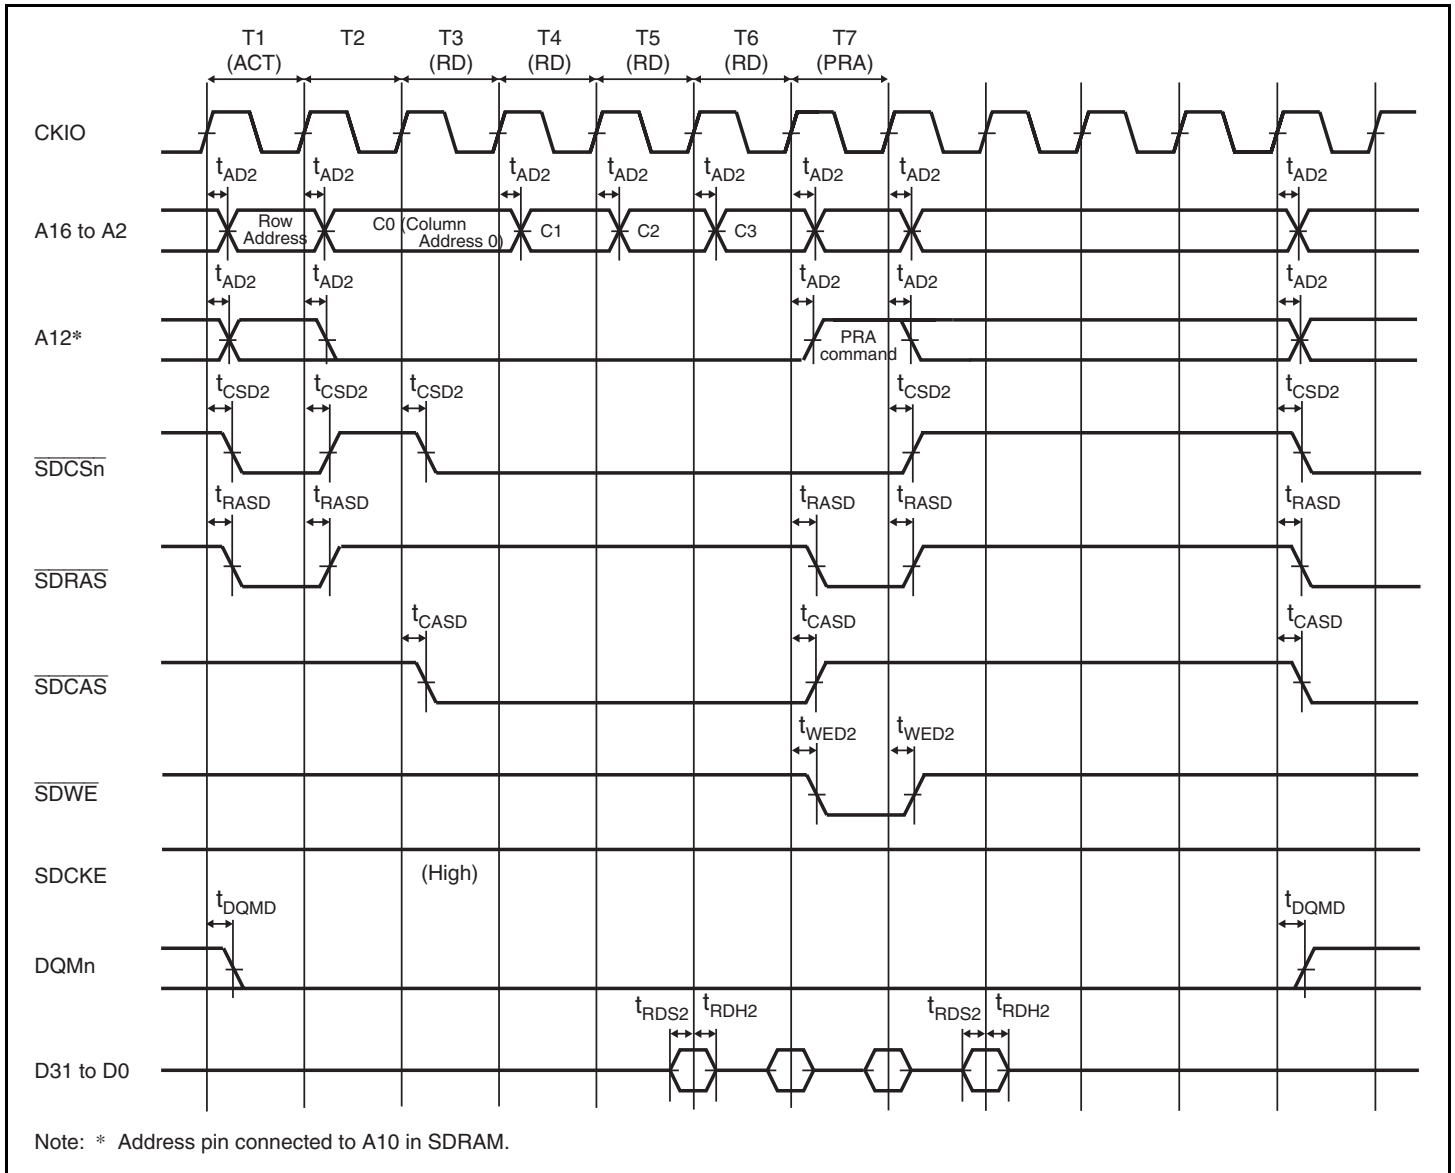 T1 T2 T3 T4 T5 T6 T7
(ACT) (RD) (RD) (RD) (RD) (PRA)
CKIO
tAD2 tAD2 tAD2 tAD2 tAD2 tAD2 tAD2 tAD2
A16 to A2
Row
Address
C0 (Column
Address 0)
C1
C2
C3
tAD2 tAD2 tAD2 tAD2 tAD2
A12*
PRA
command
tCSD2 tCSD2 tCSD2 tCSD2 tCSD2
SDCSn
tRASD tRASD tRASD tRASD tRASD
SDRAS
tCASD tCASD tCASD
SDCAS
tWED2 tWED2
SDWE
SDCKE
(High)
tDQMD tDQMD
DQMn
tRDS2 tRDH2 tRDS2 tRDH2
D31 to D0
Note: * Address pin connected to A10 in SDRAM.